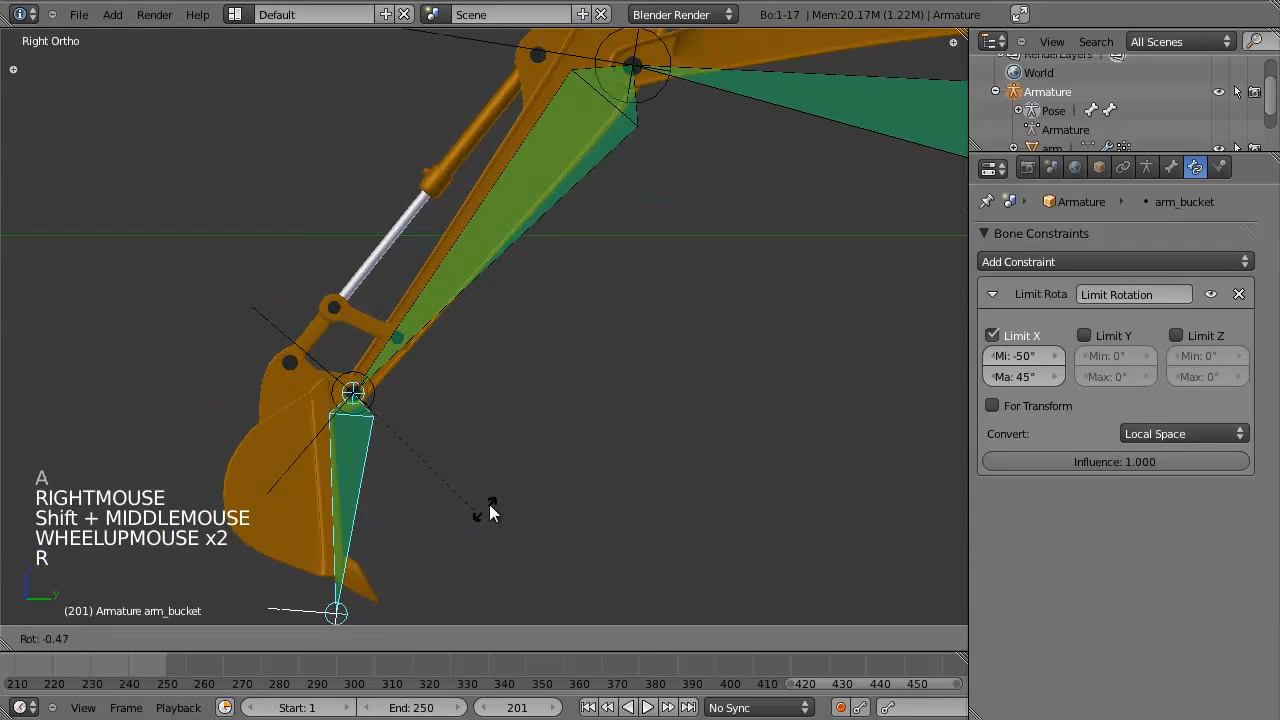 File Add Render Help Default Scene Blender Render Bo:1-17 | Mem:20.17M (1.22M) | Armature
Right Ortho
View Search All Scenes
RenderLayers
World
Armature
Pose
Armature
arm
Armature arm_bucket
Bone Constraints
Add Constraint
Limit Rota Limit Rotation
Limit X Limit Y Limit Z
Mi: -50° Min: 0° Min: 0°
Ma: 45° Max: 0° Max: 0°
For Transform
Convert: Local Space
Influence: 1.000
A
RIGHTMOUSE
Shift + MIDDLEMOUSE
WHEELUPMOUSE x2
R
y
(201) Armature arm_bucket
Rot: -0.47
210 220 230 240 250 260 270 280 290 300 310 320 330 340 350 360 370 380 390 400 410 420 430 440 450
View Frame Playback Start: 1 End: 250 201 No Sync